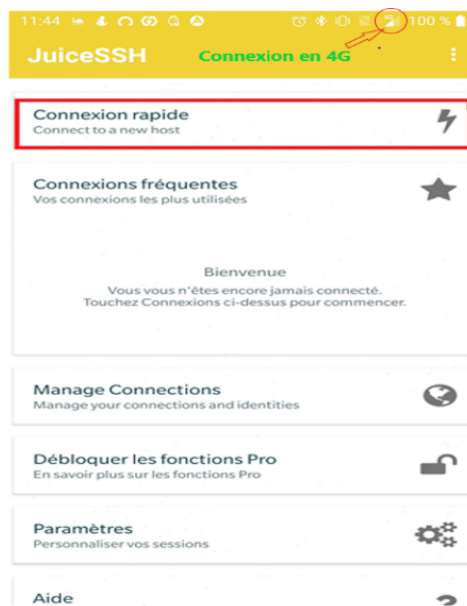 11:44
100 %
JuiceSSH
Connexion en 4G
Connexion rapide
Connect to a new host
Connexions fréquentes
Vos connexions les plus utilisées
Bienvenue
Vous vous n'êtes encore jamais connecté.
Touchez Connexions ci-dessus pour commencer.
Manage Connections
Manage your connections and identities
Débloquer les fonctions Pro
En savoir plus sur les fonctions Pro
Paramètres
Personnaliser vos sessions
Aide